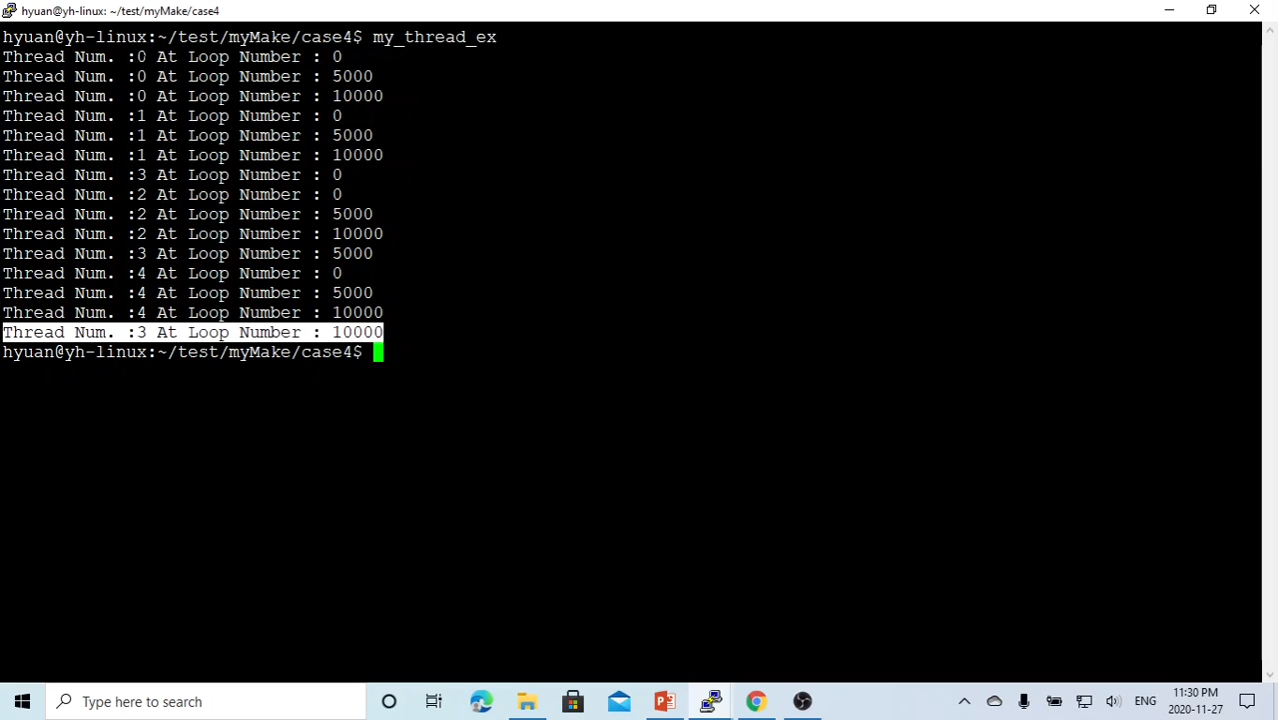 hyuan@yh-linux: ~/test/myMake/case4
hyuan@yh-linux:~/test/myMake/case4$ my_thread_ex
Thread Num. :0 At Loop Number : 0
Thread Num. :0 At Loop Number : 5000
Thread Num. :0 At Loop Number : 10000
Thread Num. :1 At Loop Number : 0
Thread Num. :1 At Loop Number : 5000
Thread Num. :1 At Loop Number : 10000
Thread Num. :3 At Loop Number : 0
Thread Num. :2 At Loop Number : 0
Thread Num. :2 At Loop Number : 5000
Thread Num. :2 At Loop Number : 10000
Thread Num. :3 At Loop Number : 5000
Thread Num. :4 At Loop Number : 0
Thread Num. :4 At Loop Number : 5000
Thread Num. :4 At Loop Number : 10000
Thread Num. :3 At Loop Number : 10000
hyuan@yh-linux:~/test/myMake/case4$
Type here to search
ENG
11:30 PM
2020-11-27